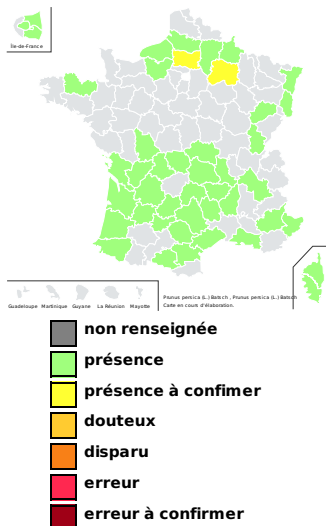 Île-de-France
Prunus persica (L.) Batsch , Prunus persica (L.) Batsch
Carte en cours d'élaboration.
Guadeloupe Martinique Guyane La Réunion Mayotte
non renseignée
présence
présence à confimer
douteux
disparu
erreur
erreur à confirmer